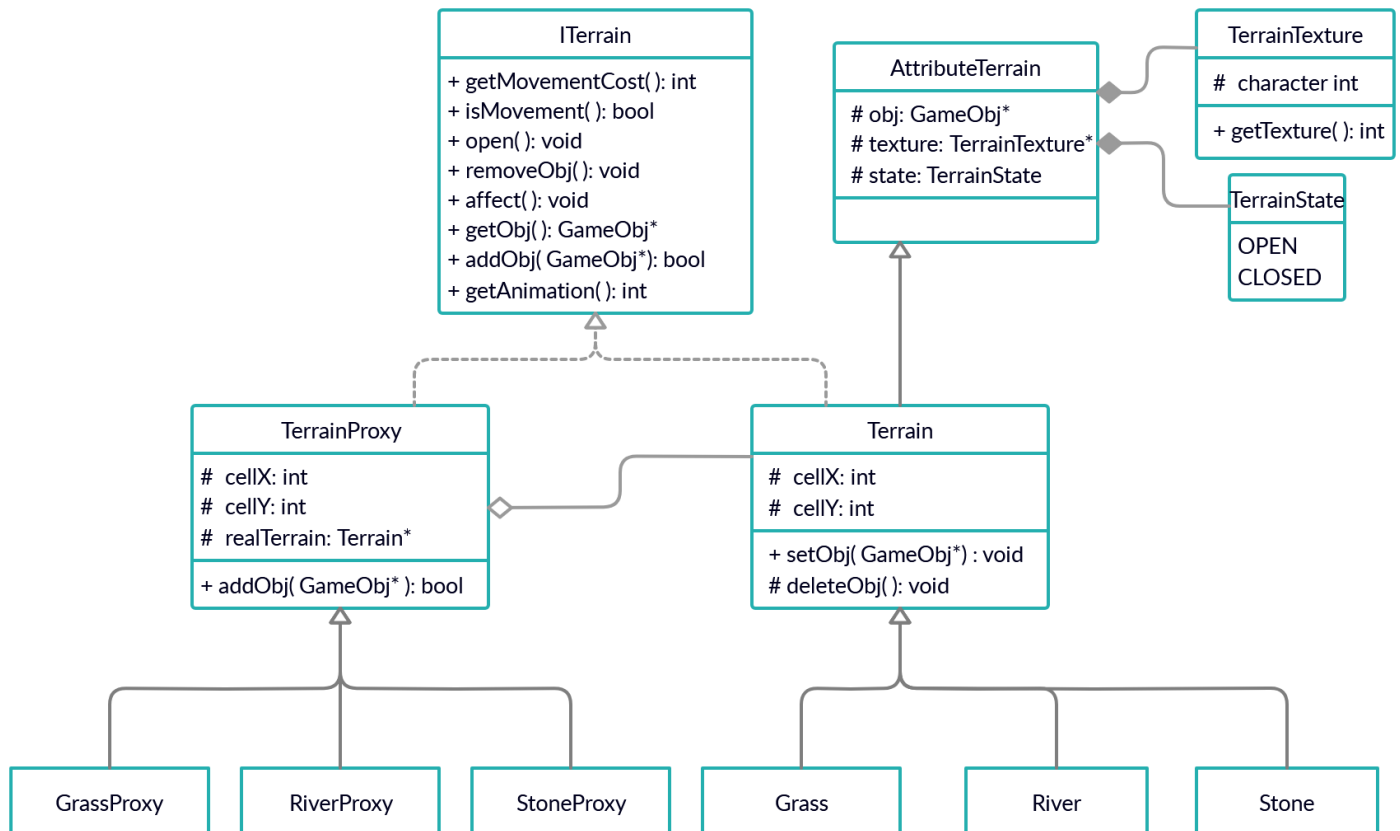 ITerrain
+ getMovementCost( ): int
+ isMovement( ): bool
+ open( ): void
+ removeObj( ): void
+ affect( ): void
+ getObj( ): GameObj*
+ addObj( GameObj*): bool
+ getAnimation( ): int
AttributeTerrain
# obj: GameObj*
# texture: TerrainTexture*
# state: TerrainState
TerrainTexture
# character int
+ getTexture( ): int
TerrainState
OPEN
CLOSED
TerrainProxy
# cellX: int
# cellY: int
# realTerrain: Terrain*
+ addObj( GameObj* ): bool
Terrain
# cellX: int
# cellY: int
+ setObj( GameObj*) : void
# deleteObj( ): void
GrassProxy
RiverProxy
StoneProxy
Grass
River
Stone